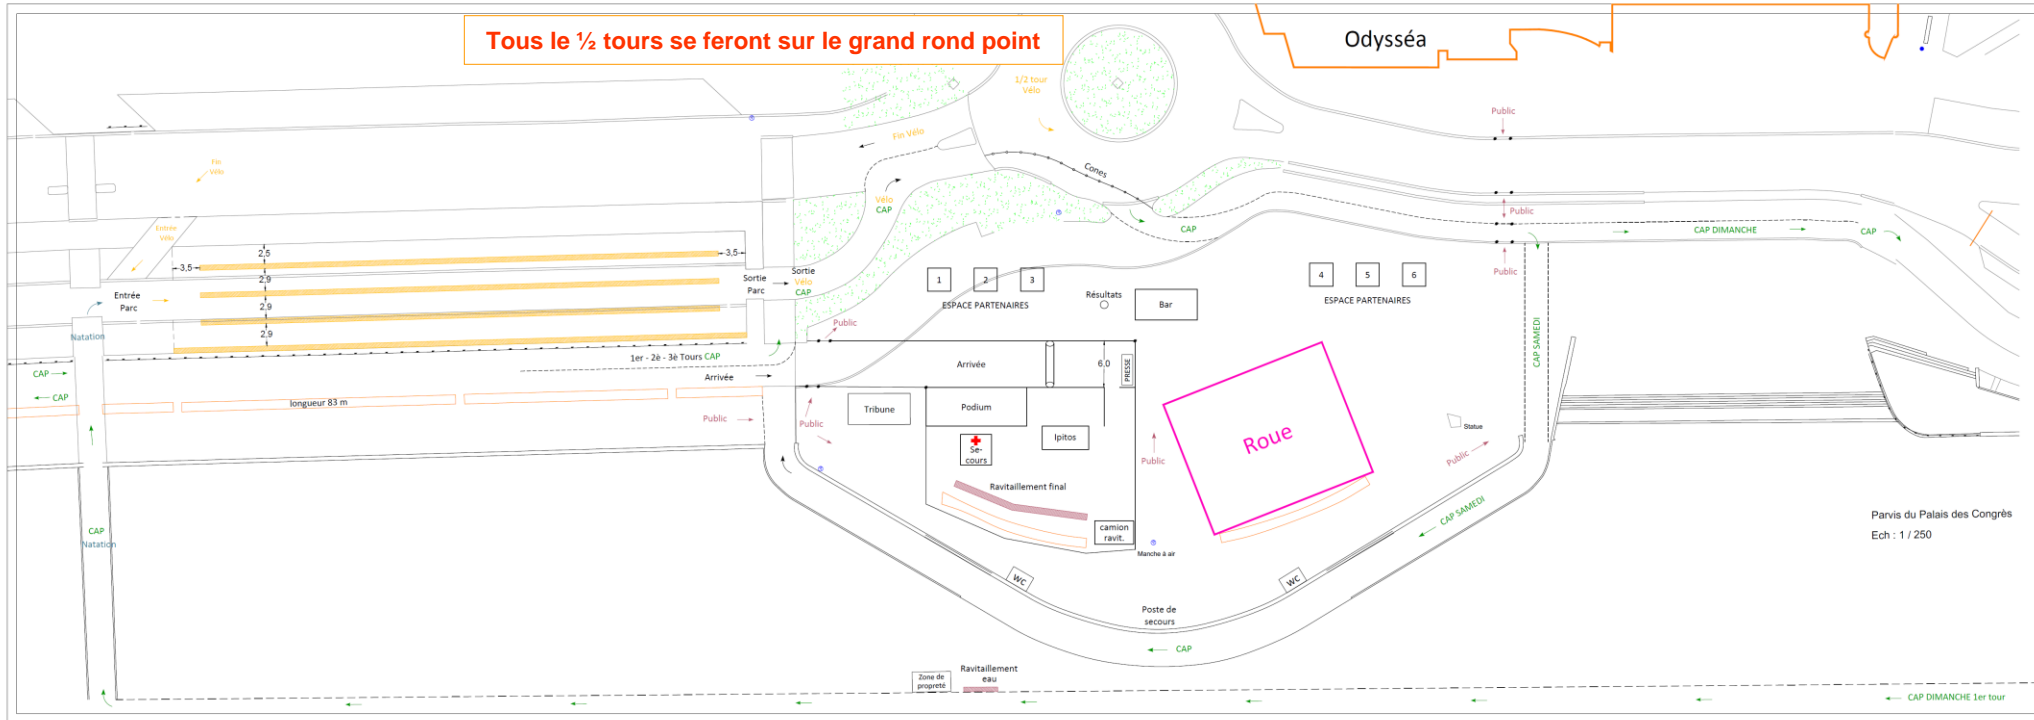 Tous le ½ tours se feront sur le grand rond point
Odysséa
1/2 tour
Vélo
Public
Fin Vélo
Fin
Vélo
Cones
Vélo
CAP
Public
CAP
CAP DIMANCHE
CAP
Entrée
Vélo
2,5
3,5
3,5
2,9
2,9
2,9
Entrée
Parc
Sortie
Parc
Sortie
Vélo
CAP
1
2
3
ESPACE PARTENAIRES
Résultats
Bar
4
5
6
ESPACE PARTENAIRES
Public
Natation
Public
CAP SAMEDI
1er - 2è - 3è Tours CAP
CAP
Arrivée
Arrivée
6,0
PRESSE
CAP
longueur 83 m
Public
Public
Tribune
Podium
Ipitos
Se-
cours
Roue
Statue
Public
Public
Ravitaillement final
camion
ravit.
Manche à air
CAP SAMEDI
CAP
Natation
Parvis du Palais des Congrès
Ech : 1 / 250
WC
WC
Poste de
secours
CAP
Zone de
propreté
Ravitaillement
eau
CAP DIMANCHE 1er tour